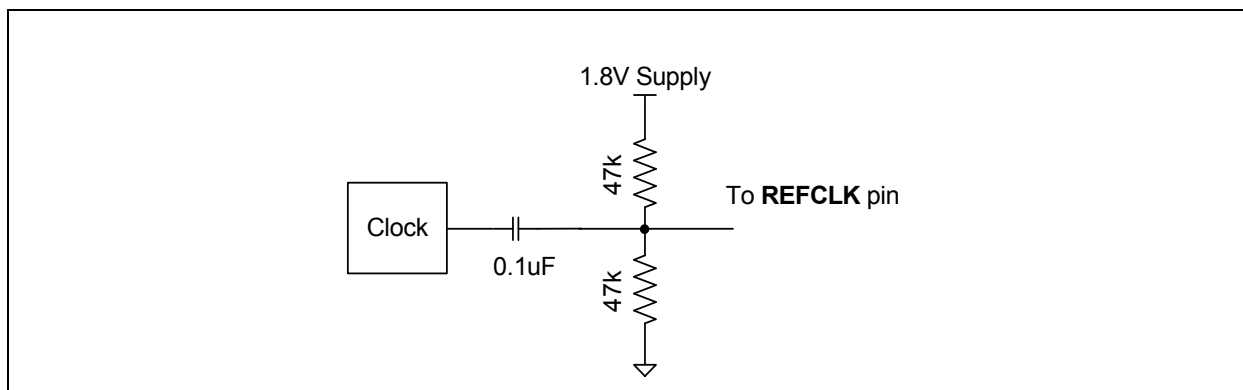 1.8V Supply
47k
To REFCLK pin
Clock
0.1uF
47k